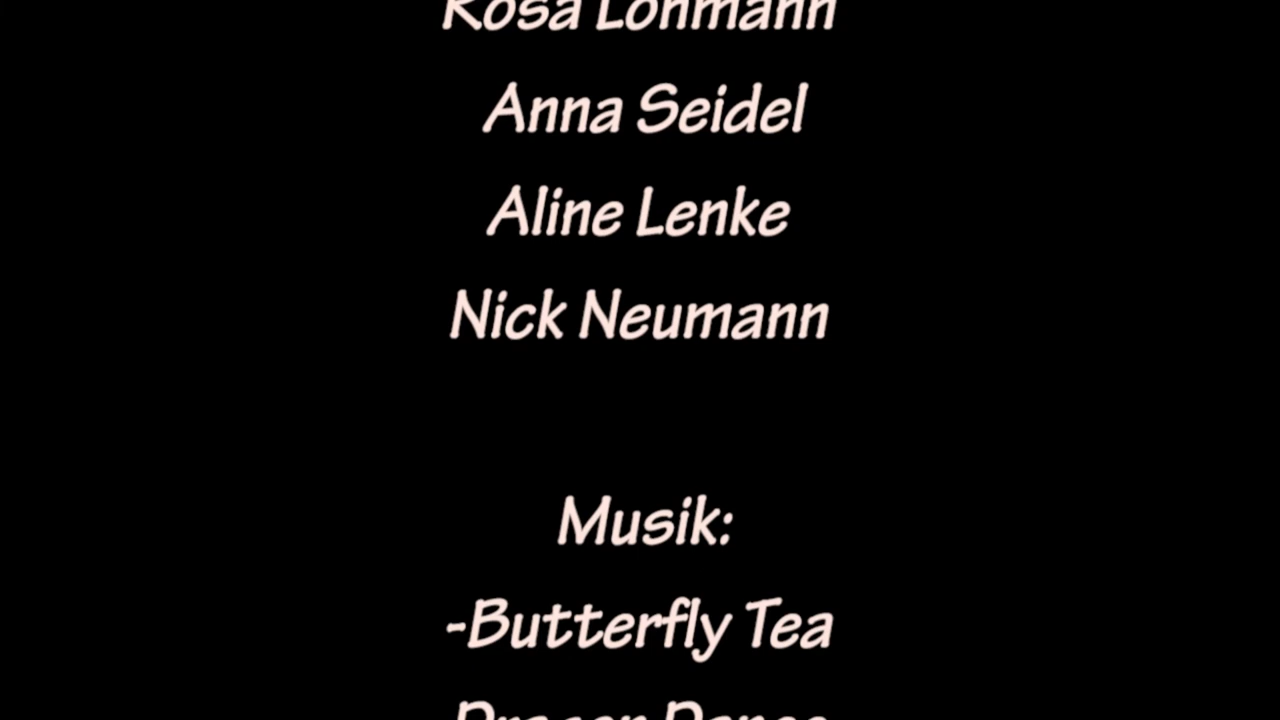 Rosa Lohmann
Anna Seidel
Aline Lenke
Nick Neumann
Musik:
-Butterfly Tea